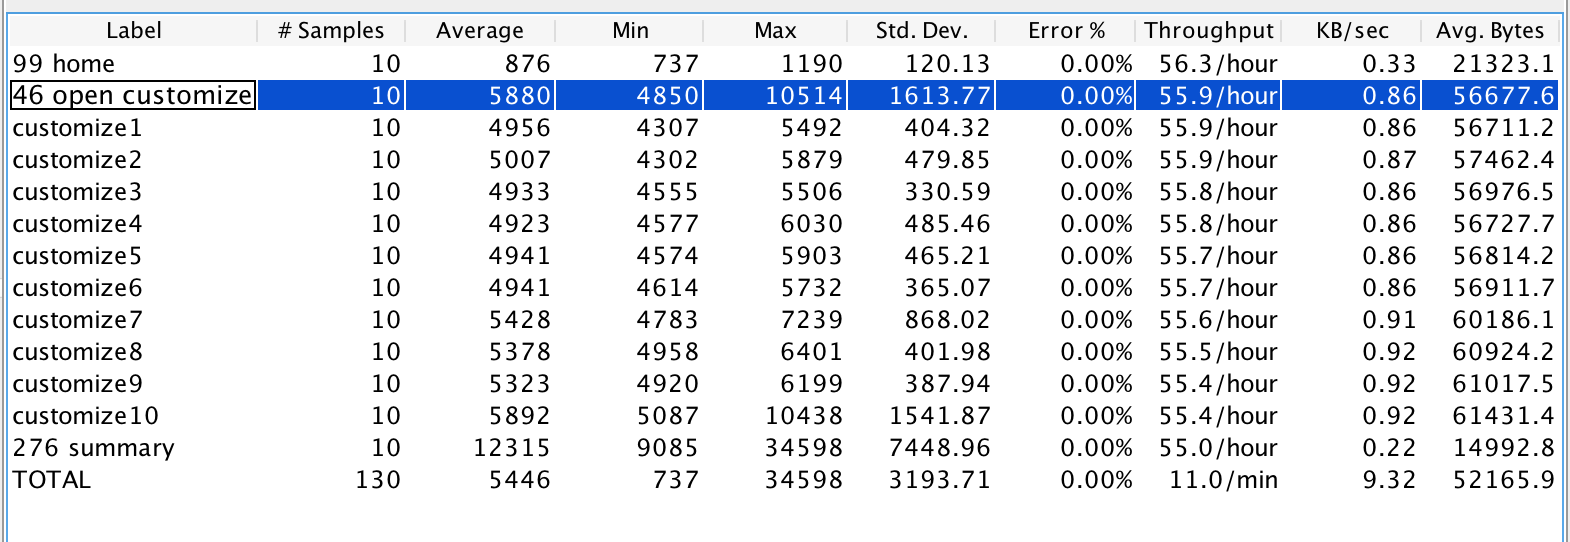 Label # Samples Average Min Max Std. Dev. Error % Throughput KB/sec Avg. Bytes
99 home 10 876 737 1190 120.13 0.00% 56.3/hour 0.33 21323.1
46 open customize 10 5880 4850 10514 1613.77 0.00% 55.9/hour 0.86 56677.6
customize1 10 4956 4307 5492 404.32 0.00% 55.9/hour 0.86 56711.2
customize2 10 5007 4302 5879 479.85 0.00% 55.9/hour 0.87 57462.4
customize3 10 4933 4555 5506 330.59 0.00% 55.8/hour 0.86 56976.5
customize4 10 4923 4577 6030 485.46 0.00% 55.8/hour 0.86 56727.7
customize5 10 4941 4574 5903 465.21 0.00% 55.7/hour 0.86 56814.2
customize6 10 4941 4614 5732 365.07 0.00% 55.7/hour 0.86 56911.7
customize7 10 5428 4783 7239 868.02 0.00% 55.6/hour 0.91 60186.1
customize8 10 5378 4958 6401 401.98 0.00% 55.5/hour 0.92 60924.2
customize9 10 5323 4920 6199 387.94 0.00% 55.4/hour 0.92 61017.5
customize10 10 5892 5087 10438 1541.87 0.00% 55.4/hour 0.92 61431.4
276 summary 10 12315 9085 34598 7448.96 0.00% 55.0/hour 0.22 14992.8
TOTAL 130 5446 737 34598 3193.71 0.00% 11.0/min 9.32 52165.9